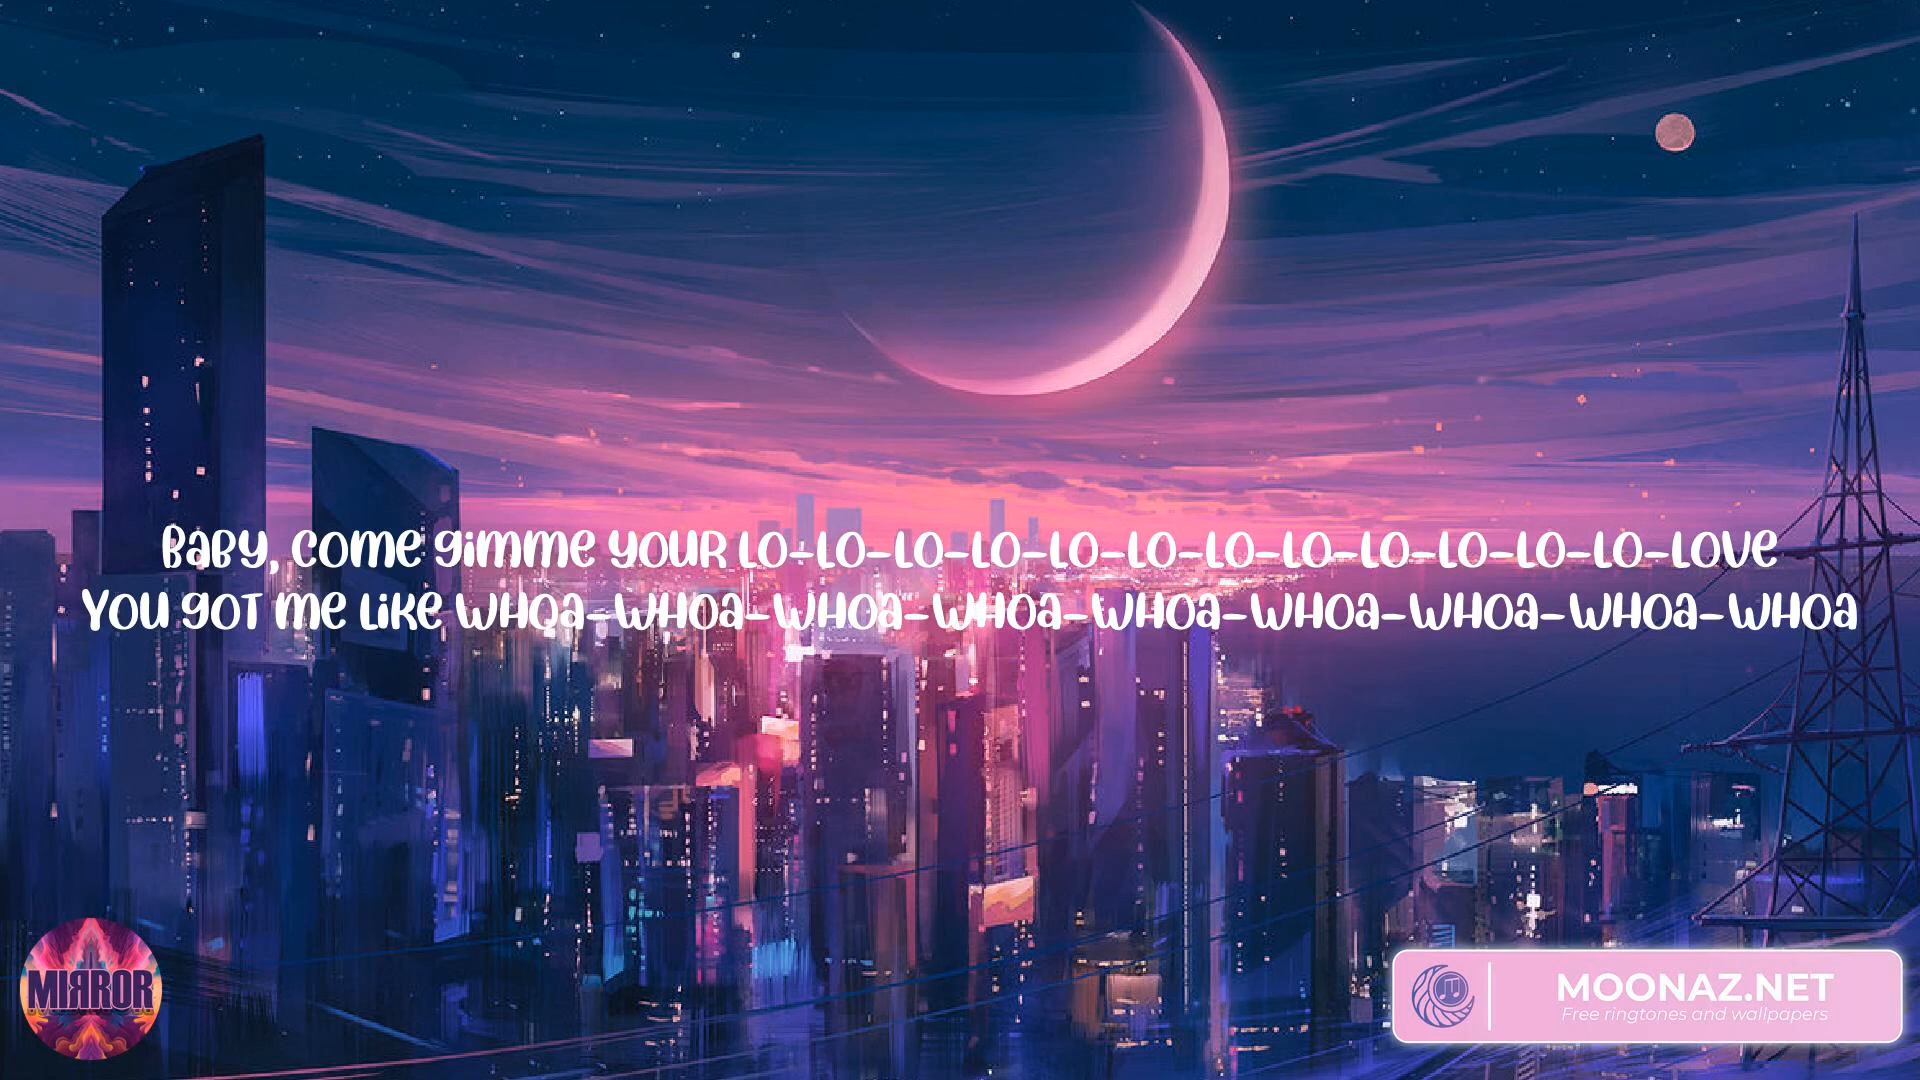 Baby, come gimme your lo-lo-lo-lo-lo-lo-lo-lo-lo-lo-lo-lo-love
You got me like whoa-whoa-whoa-whoa-whoa-whoa-whoa-whoa-whoa
MIRROR
MOONAZ.NET
Free ringtones and wallpapers